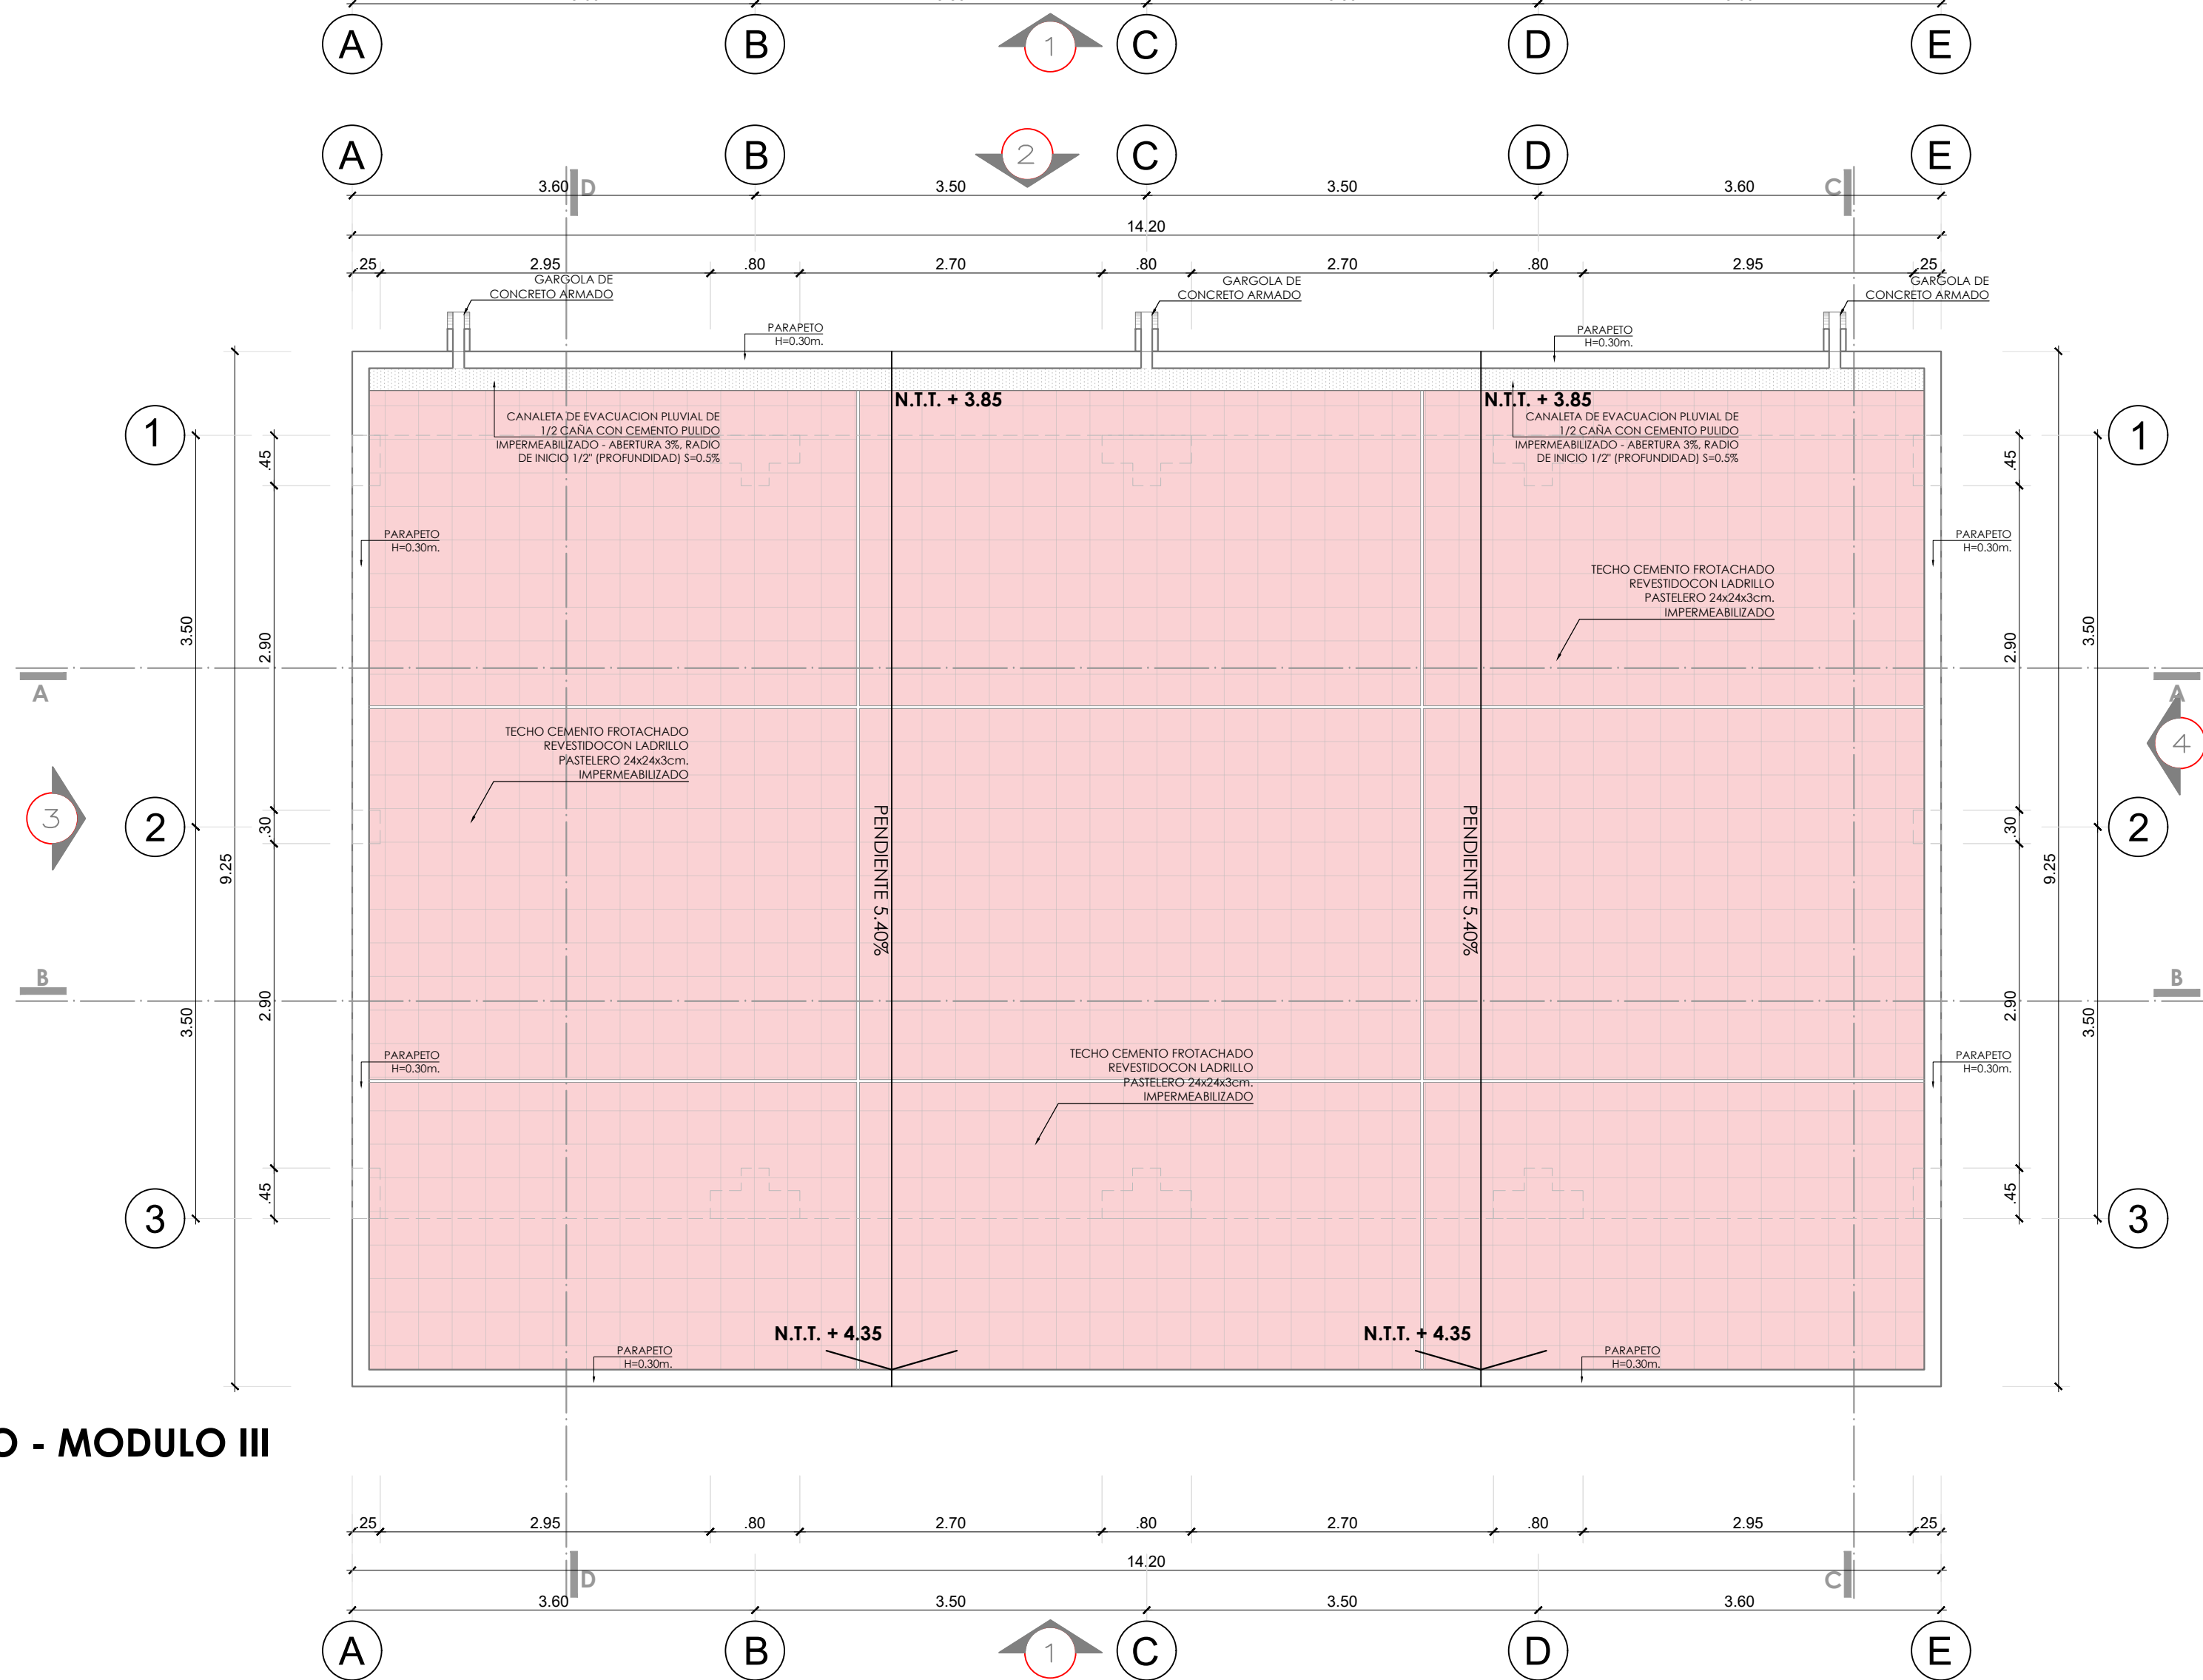 A B 1 C D E
A B 2 C D E
3.60 D 3.50 3.50 3.60 C
14.20
.25 2.95 .80 2.70 .80 2.70 .80 2.95 .25
GARGOLA DE
CONCRETO ARMADO
GARGOLA DE
CONCRETO ARMADO
GARGOLA DE
CONCRETO ARMADO
PARAPETO
H=0.30m.
PARAPETO
H=0.30m.
N.T.T. + 3.85
N.T.T. + 3.85
CANALETA DE EVACUACION PLUVIAL DE
1/2 CAÑA CON CEMENTO PULIDO
IMPERMEABILIZADO - ABERTURA 3%, RADIO
DE INICIO 1/2" (PROFUNDIDAD) S=0.5%
CANALETA DE EVACUACION PLUVIAL DE
1/2 CAÑA CON CEMENTO PULIDO
IMPERMEABILIZADO - ABERTURA 3%, RADIO
DE INICIO 1/2" (PROFUNDIDAD) S=0.5%
1
.45
.45
1
PARAPETO
H=0.30m.
PARAPETO
H=0.30m.
TECHO CEMENTO FROTACHADO
REVESTIDOCON LADRILLO
PASTELERO 24x24x3cm.
IMPERMEABILIZADO
3.50
2.90
2.90
3.50
A
A
TECHO CEMENTO FROTACHADO
REVESTIDOCON LADRILLO
PASTELERO 24x24x3cm.
IMPERMEABILIZADO
4
3
2
.30
.30
2
9.25
9.25
PENDIENTE 5.40%
PENDIENTE 5.40%
B
B
3.50
2.90
2.90
3.50
PARAPETO
H=0.30m.
TECHO CEMENTO FROTACHADO
REVESTIDOCON LADRILLO
PASTELERO 24x24x3cm.
IMPERMEABILIZADO
PARAPETO
H=0.30m.
3
.45
.45
3
N.T.T. + 4.35
N.T.T. + 4.35
PARAPETO
H=0.30m.
PARAPETO
H=0.30m.
O - MODULO III
.25 2.95 .80 2.70 .80 2.70 .80 2.95 .25
14.20
D C
3.60 3.50 3.50 3.60
A B 1 C D E